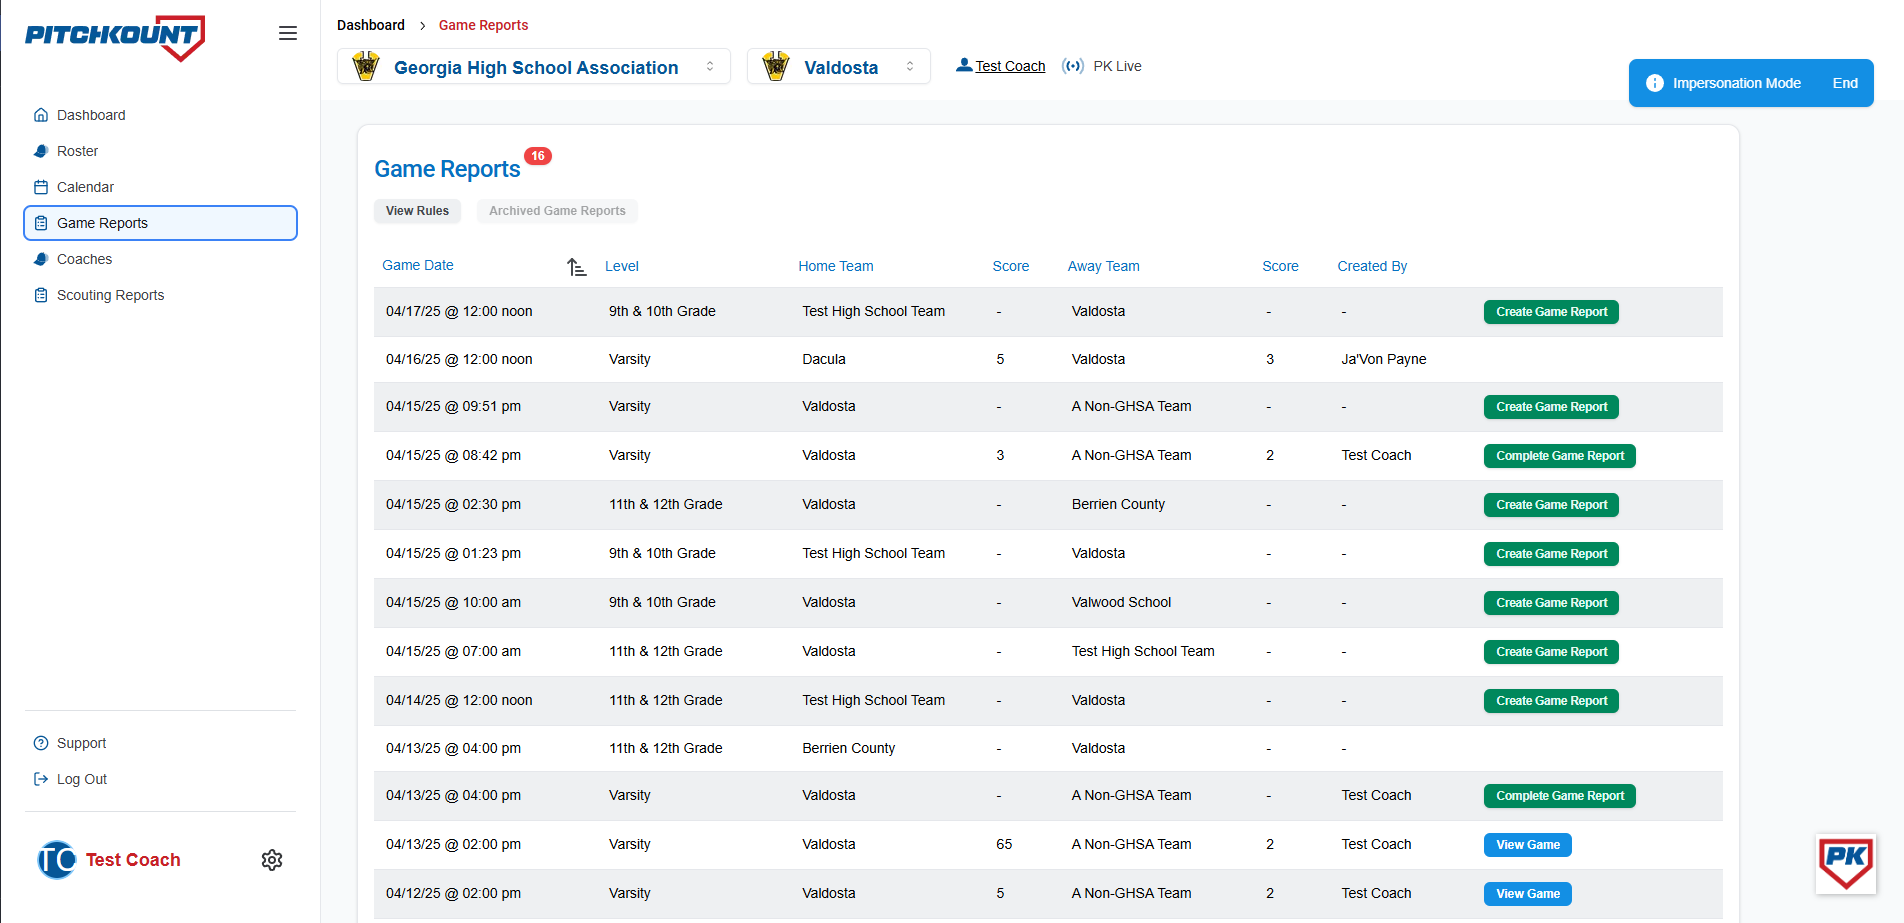 PITCHKOUNT
Dashboard
Roster
Calendar
Game Reports
Coaches
Scouting Reports
Support
Log Out
TC Test Coach
Dashboard > Game Reports
Georgia High School Association Valdosta Test Coach PK Live
Impersonation Mode End
Game Reports 16
View Rules Archived Game Reports
Game Date Level Home Team Score Away Team Score Created By
04/17/25 @ 12:00 noon 9th & 10th Grade Test High School Team - Valdosta - - Create Game Report
04/16/25 @ 12:00 noon Varsity Dacula 5 Valdosta 3 Ja'Von Payne
04/15/25 @ 09:51 pm Varsity Valdosta - A Non-GHSA Team - - Create Game Report
04/15/25 @ 08:42 pm Varsity Valdosta 3 A Non-GHSA Team 2 Test Coach Complete Game Report
04/15/25 @ 02:30 pm 11th & 12th Grade Valdosta - Berrien County - - Create Game Report
04/15/25 @ 01:23 pm 9th & 10th Grade Test High School Team - Valdosta - - Create Game Report
04/15/25 @ 10:00 am 9th & 10th Grade Valdosta - Valwood School - - Create Game Report
04/15/25 @ 07:00 am 11th & 12th Grade Valdosta - Test High School Team - - Create Game Report
04/14/25 @ 12:00 noon 11th & 12th Grade Test High School Team - Valdosta - - Create Game Report
04/13/25 @ 04:00 pm 11th & 12th Grade Berrien County - Valdosta - -
04/13/25 @ 04:00 pm Varsity Valdosta - A Non-GHSA Team - Test Coach Complete Game Report
04/13/25 @ 02:00 pm Varsity Valdosta 65 A Non-GHSA Team 2 Test Coach View Game
04/12/25 @ 02:00 pm Varsity Valdosta 5 A Non-GHSA Team 2 Test Coach View Game
PK